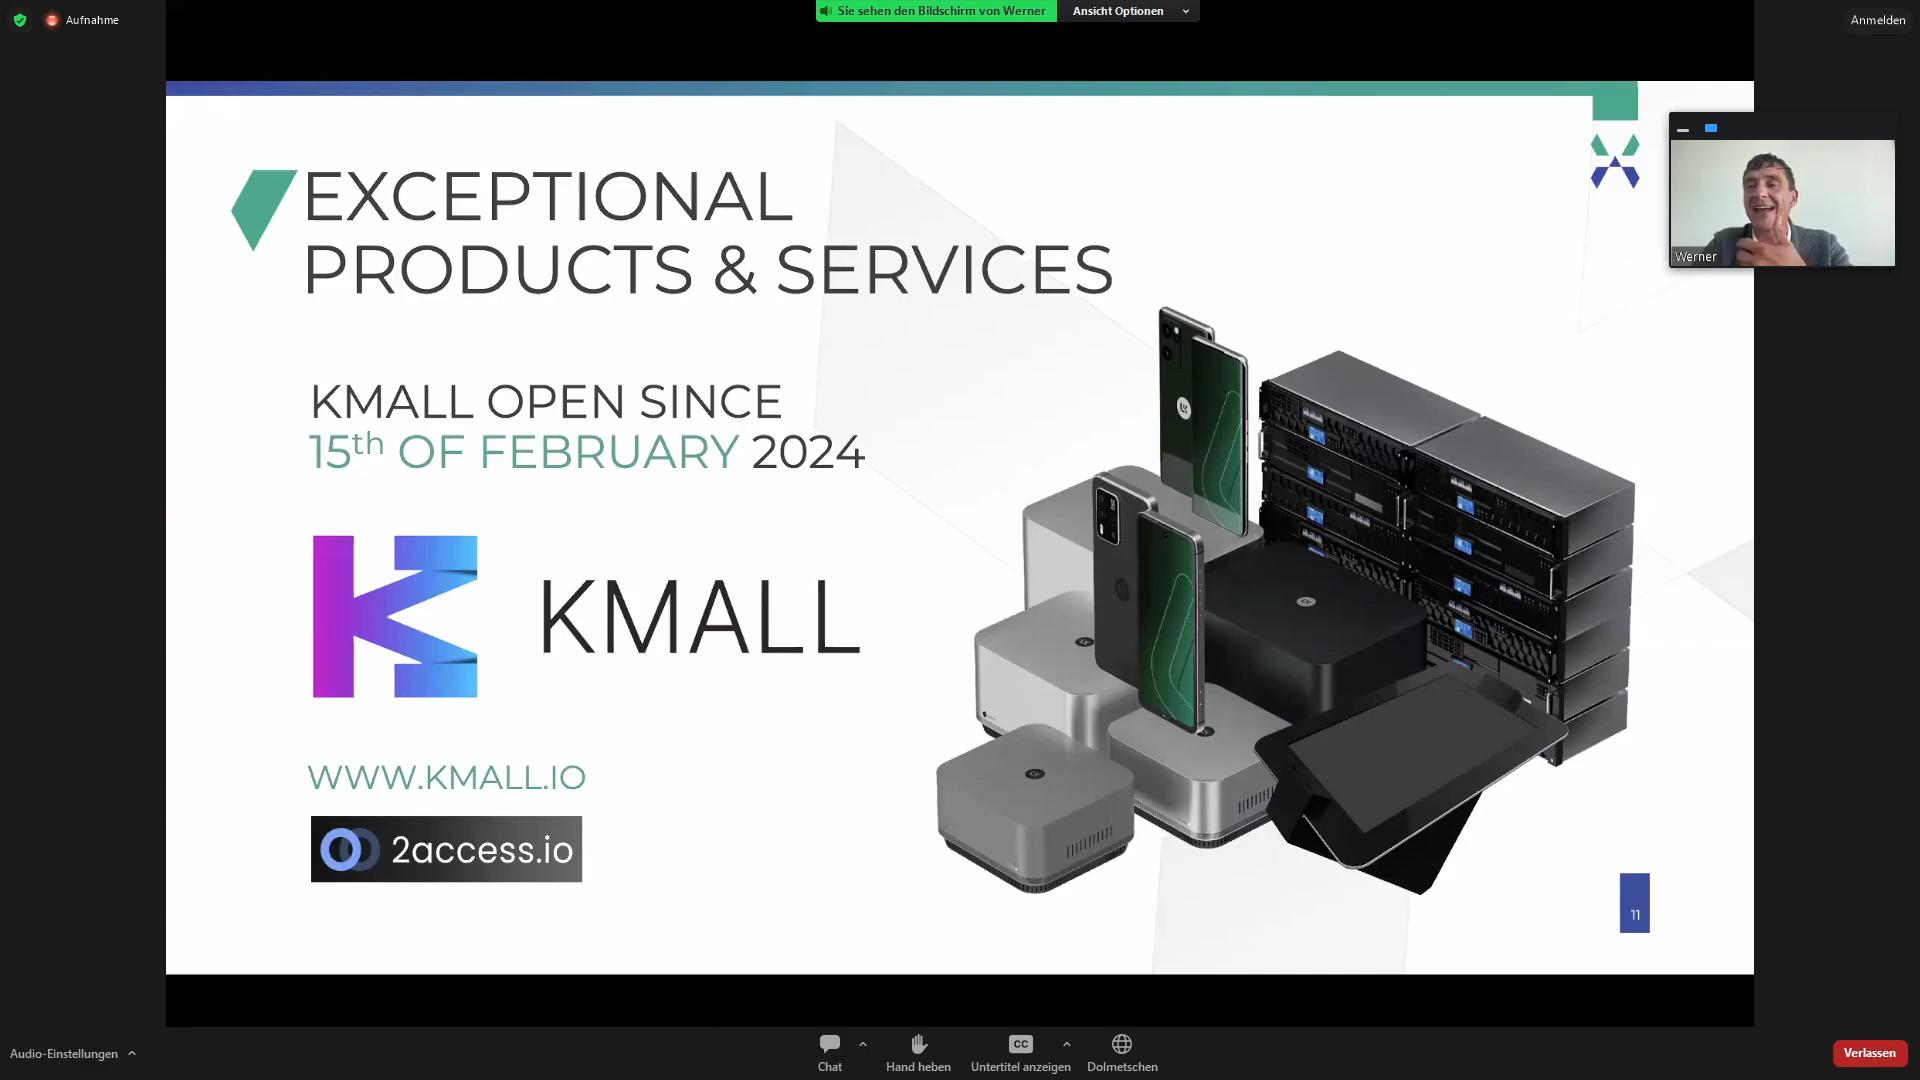 Aufnahme
Sie sehen den Bildschirm von Werner
Ansicht Optionen
Anmelden
EXCEPTIONAL
PRODUCTS & SERVICES
Werner
KMALL OPEN SINCE
15th OF FEBRUARY 2024
KMALL
WWW.KMALL.IO
2access.io
11
Audio-Einstellungen
Chat
Hand heben
CC
Untertitel anzeigen
Dolmetschen
Verlassen